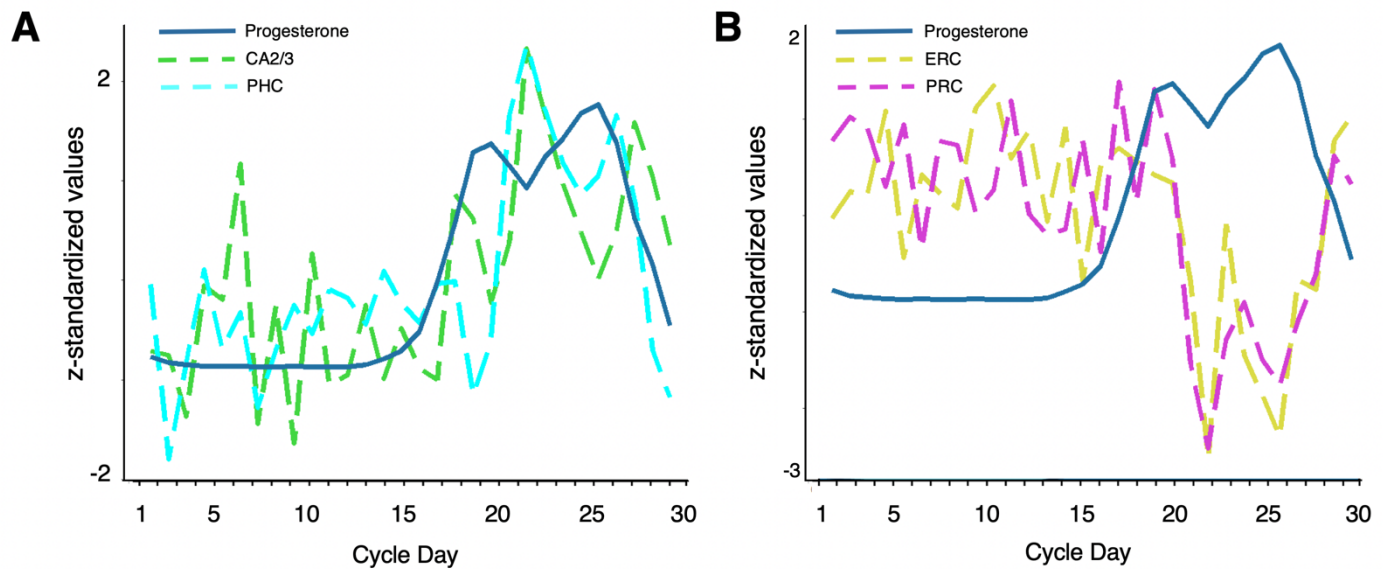 A
Progesterone
CA2/3
PHC
2
z-standardized values
-2
1 5 10 15 20 25 30
Cycle Day
B
Progesterone
ERC
PRC
2
z-standardized values
-3
1 5 10 15 20 25 30
Cycle Day